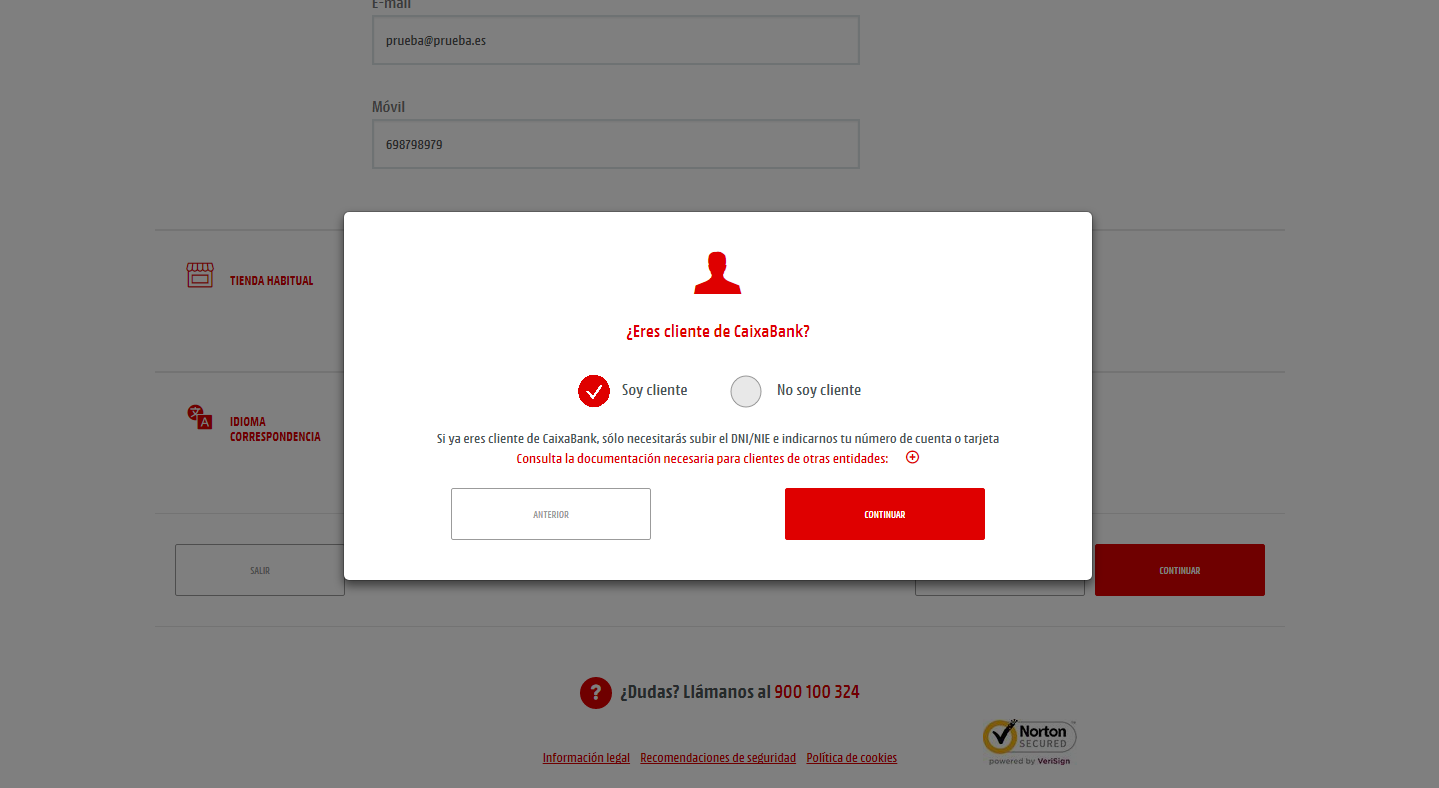 E-mail
prueba@prueba.es
Móvil
698798979
¿Eres cliente de CaixaBank?
TIENDA HABITUAL
Soy cliente
No soy cliente
IDIOMA
CORRESPONDENCIA
Si ya eres cliente de CaixaBank, sólo necesitarás subir el DNI/NIE e indicarnos tu número de cuenta o tarjeta
Consulta la documentación necesaria para clientes de otras entidades:
ANTERIOR
CONTINUAR
SALIR
CONTINUAR
¿Dudas? Llámanos al 900 100 324
Norton
SECURED
powered by VeriSign
Información legal Recomendaciones de seguridad Política de cookies